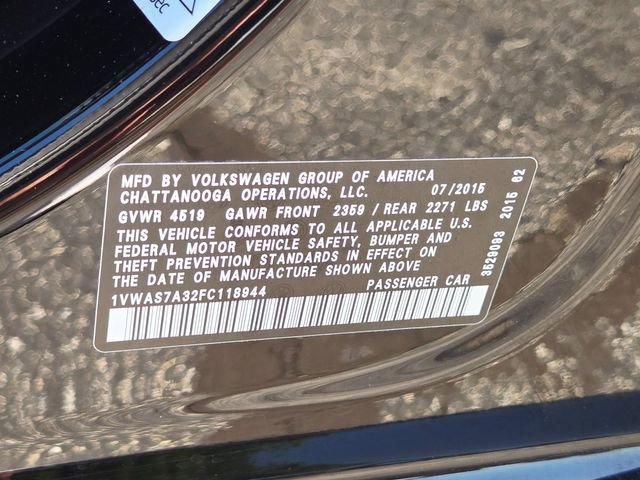 MFD BY VOLKSWAGEN GROUP OF AMERICA
CHATTANOOGA OPERATIONS, LLC. 07/2015
GVWR 4519 GAWR FRONT 2359 / REAR 2271 LBS
THIS VEHICLE CONFORMS TO ALL APPLICABLE U.S.
FEDERAL MOTOR VEHICLE SAFETY, BUMPER AND
THEFT PREVENTION STANDARDS IN EFFECT ON
THE DATE OF MANUFACTURE SHOWN ABOVE
1VWAS7A32FC118944 PASSENGER CAR
3529093 2015 82